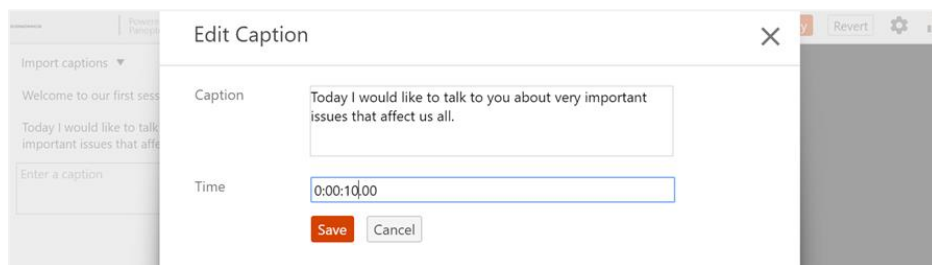 Powere
Panopt
y
Revert
Edit Caption
Import captions
Welcome to our first sess
Today I would like to talk
important issues that affe
Enter a caption
Caption
Today I would like to talk to you about very important
issues that affect us all.
Time
0:00:10.00
Save
Cancel